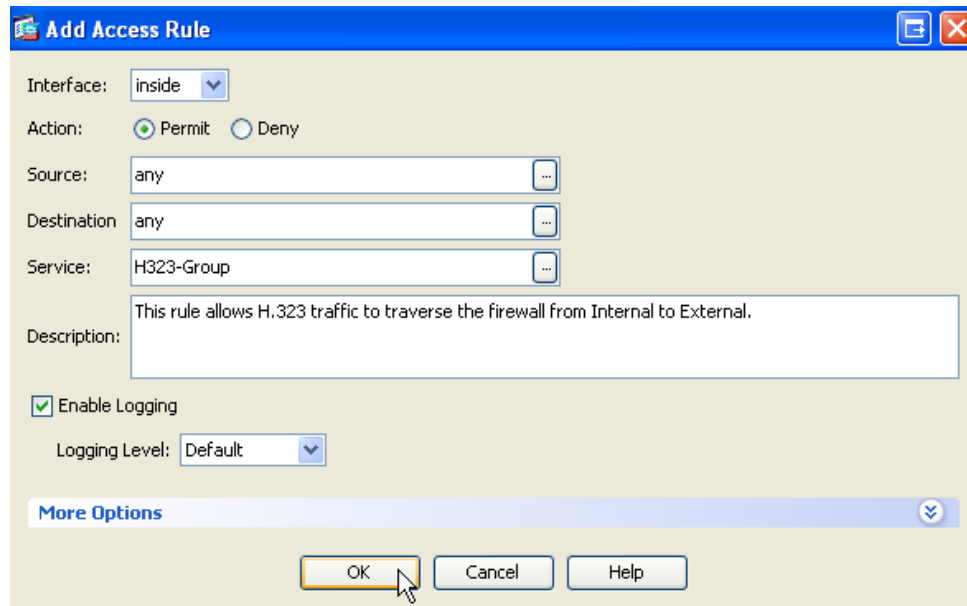 Add Access Rule
Interface: inside
Action: Permit Deny
Source: any ...
Destination any ...
Service: H323-Group ...
Description: This rule allows H.323 traffic to traverse the firewall from Internal to External.
Enable Logging
Logging Level: Default
More Options
OK Cancel Help